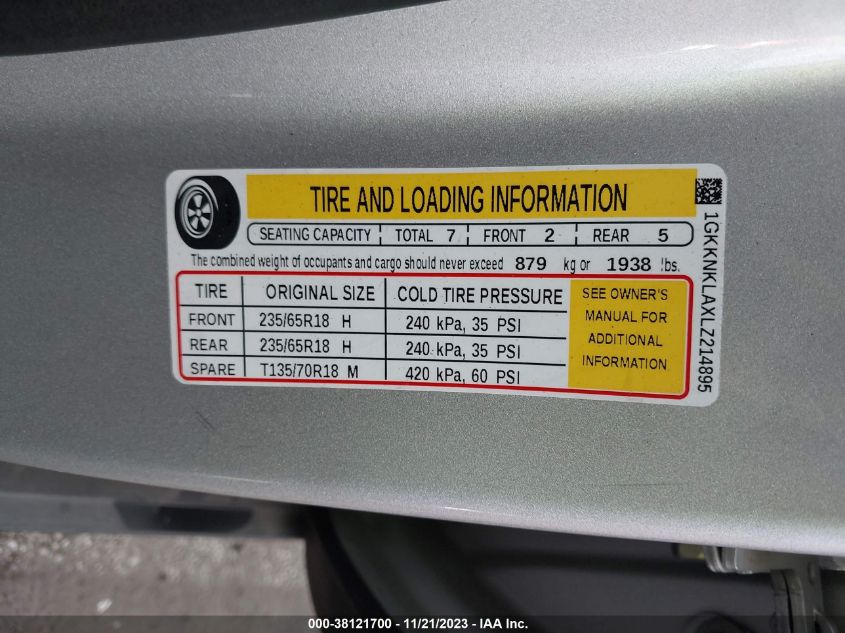 TIRE AND LOADING INFORMATION
SEATING CAPACITY TOTAL 7 FRONT 2 REAR 5
The combined weight of occupants and cargo should never exceed 879 kg or 1938 lbs.
TIRE ORIGINAL SIZE COLD TIRE PRESSURE
FRONT 235/65R18 H 240 kPa, 35 PSI
REAR 235/65R18 H 240 kPa, 35 PSI
SPARE T135/70R18 M 420 kPa, 60 PSI
SEE OWNER'S
MANUAL FOR
ADDITIONAL
INFORMATION
1GKKNKLAXLZ214895
000-38121700 - 11/21/2023 - IAA Inc.